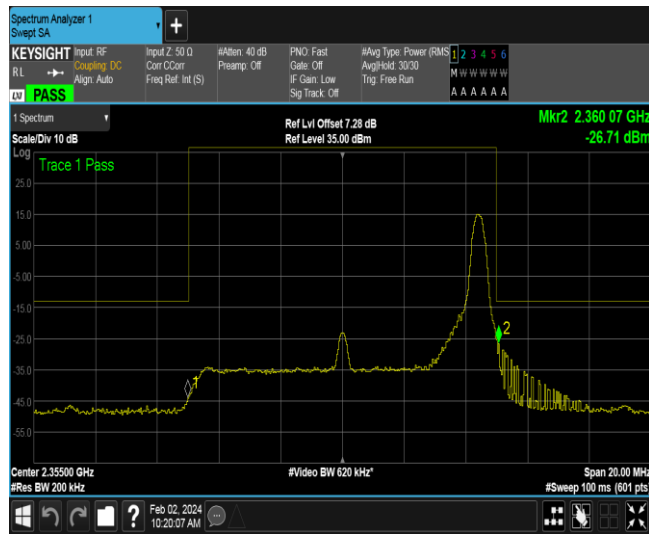 Spectrum Analyzer 1
Swept SA
+
KEYSIGHT Input: RF Input Z: 50 Ω #Atten: 40 dB PNO: Fast #Avg Type: Power (RMS 1 2 3 4 5 6
RL Coupling: DC Corr CCorr Preamp: Off Gate: Off Avg|Hold: 30/30 M W W W W W
Align: Auto Freq Ref: Int (S) IF Gain: Low Trig: Free Run
Sig Track: Off A A A A A A
LXI PASS
1 Spectrum Ref Lvl Offset 7.28 dB Mkr2 2.360 07 GHz
Scale/Div 10 dB Ref Level 35.00 dBm -26.71 dBm
Log
Trace 1 Pass
25.0
15.0
5.00
-5.00
-15.0
2
-25.0
-35.0
1
-45.0
-55.0
Center 2.35500 GHz #Video BW 620 kHz* Span 20.00 MHz
#Res BW 200 kHz #Sweep 100 ms (601 pts
? Feb 02, 2024
10:20:07 AM